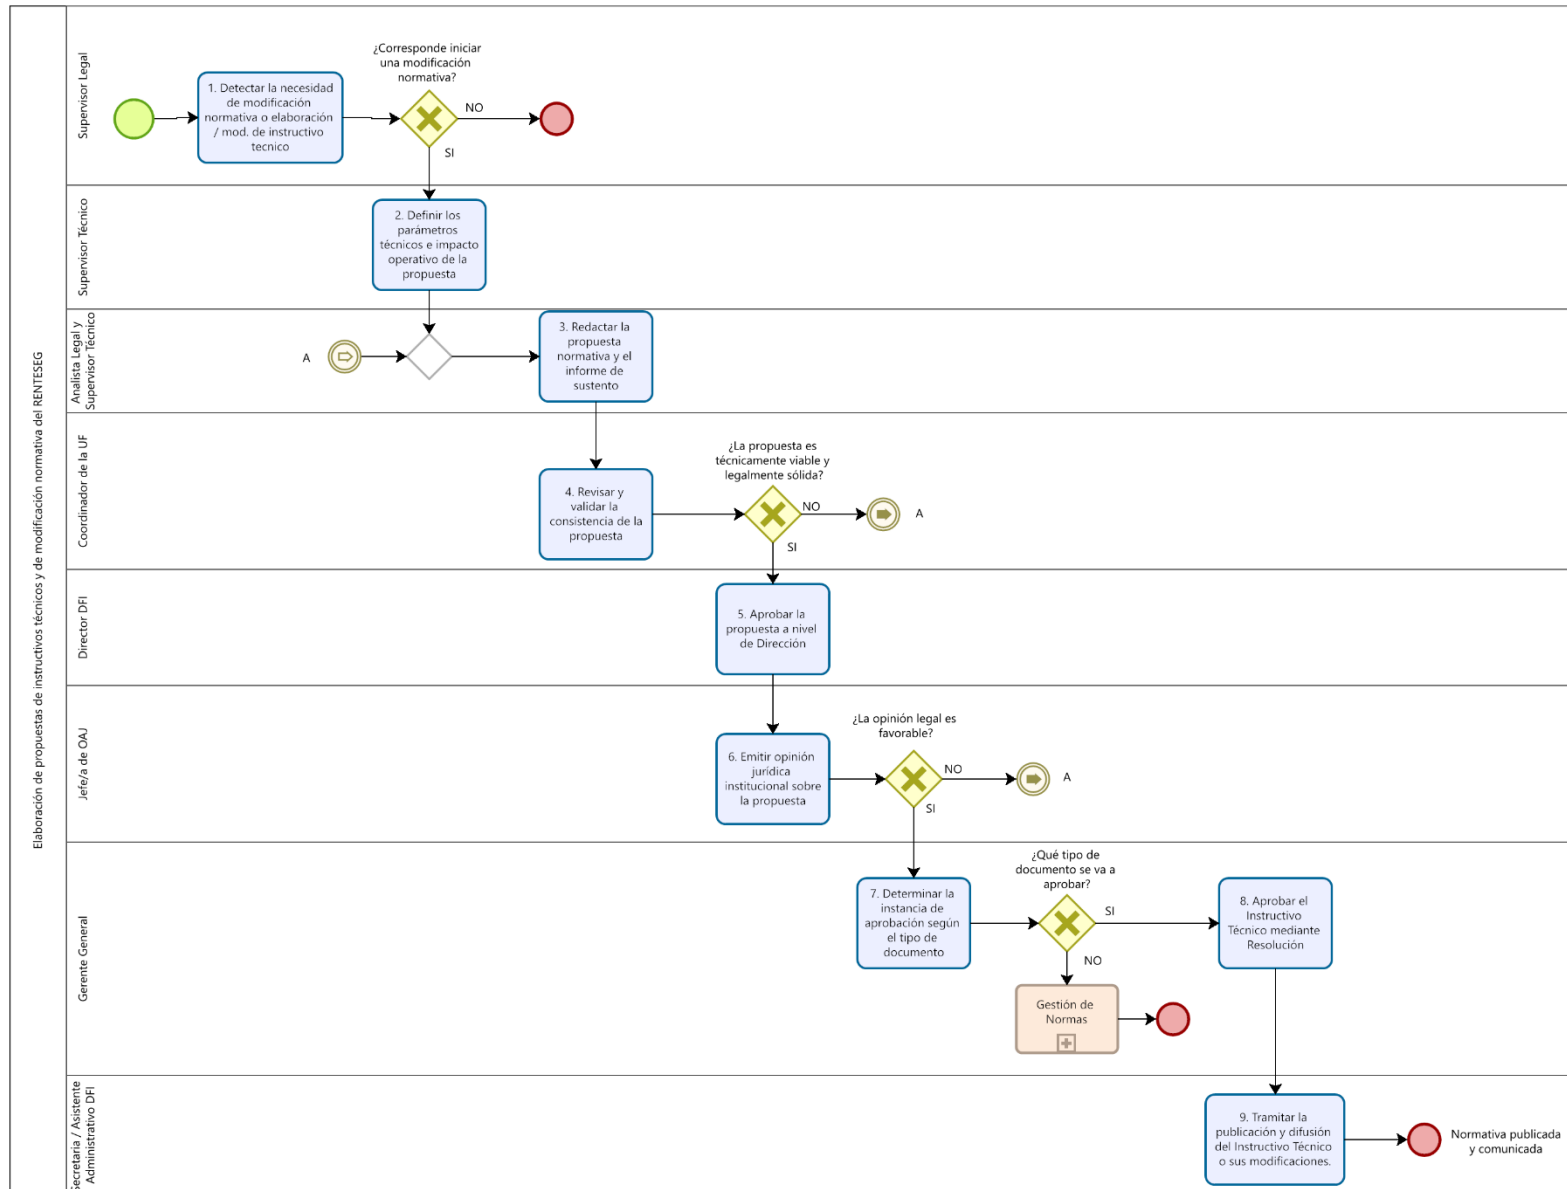 Elaboración de propuestas de instructivos técnicos y de modificación normativa del RENTESEG
Supervisor Legal
1. Detectar la necesidad
de modificación
normativa o elaboración
/ mod. de instructivo
tecnico
¿Corresponde iniciar
una modificación
normativa?
NO
SI
Supervisor Técnico
2. Definir los
parámetros
técnicos e impacto
operativo de la
propuesta
Analista Legal y
Supervisor Técnico
A
3. Redactar la
propuesta
normativa y el
informe de
sustento
Coordinador de la UF
4. Revisar y
validar la
consistencia de la
propuesta
¿La propuesta es
técnicamente viable y
legalmente sólida?
NO
A
SI
Director DFI
5. Aprobar la
propuesta a nivel
de Dirección
Jefe/a de OAJ
6. Emitir opinión
jurídica
institucional sobre
la propuesta
¿La opinión legal es
favorable?
NO
A
SI
Gerente General
7. Determinar la
instancia de
aprobación según
el tipo de
documento
¿Qué tipo de
documento se va a
aprobar?
SI
NO
8. Aprobar el
Instructivo
Técnico mediante
Resolución
Gestión de
Normas
Secretaria / Asistente
Administrativo DFI
9. Tramitar la
publicación y difusión
del Instructivo Técnico
o sus modificaciones.
Normativa publicada
y comunicada